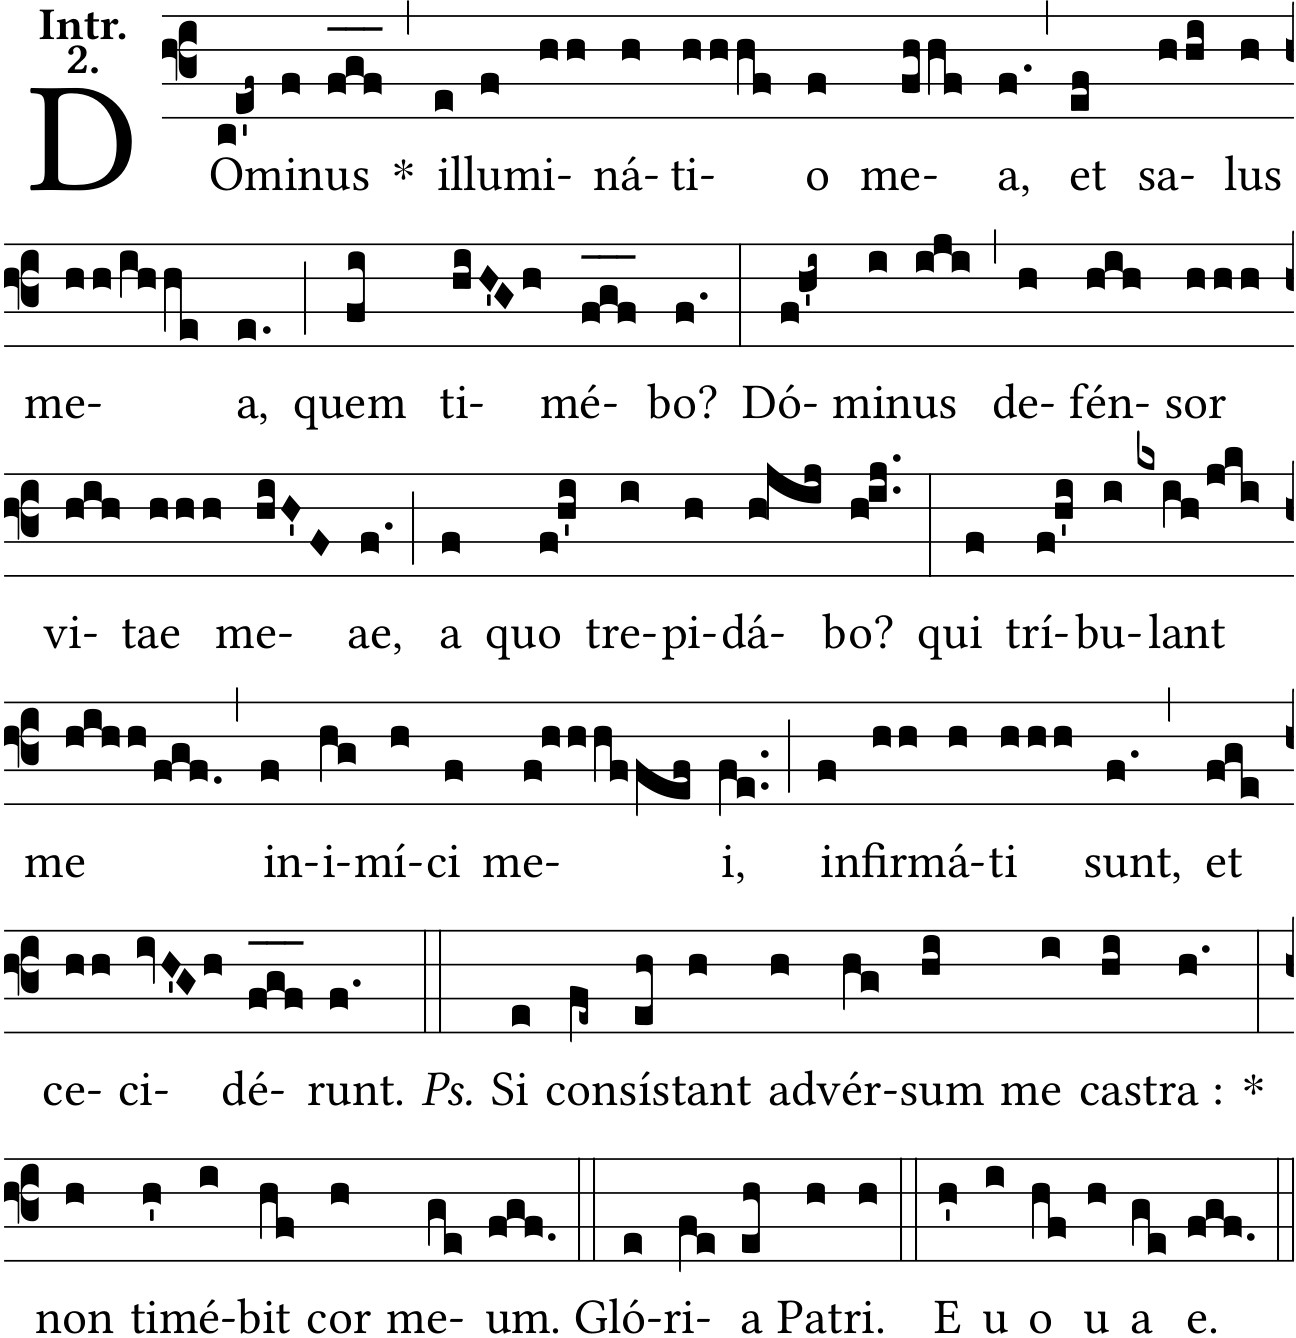 Intr.
2.
DOminus * illumi- ná- ti- o me- a, et sa- lus
me- a, quem ti- mé- bo? Dó- minus de- fén- sor
vi- tae me- ae, a quo tre-pi-dá- bo? qui trí-bu-lant
me in-i-mí-ci me- i, infirmá-ti sunt, et
ce- ci- dé- runt. Ps. Si consístant advér-sum me castra : *
non timé-bit cor me- um. Gló-ri- a Patri. E u o u a e.